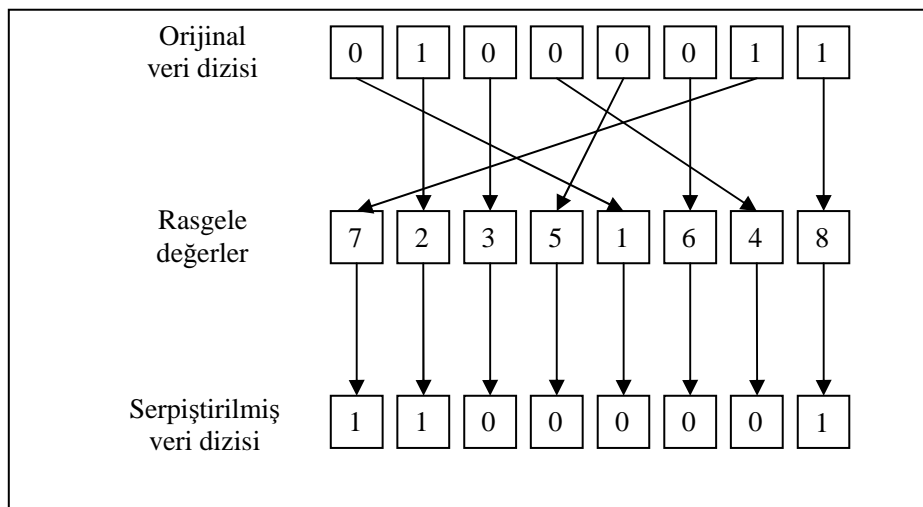 Orijinal
veri dizisi
0 1 0 0 0 0 1 1
Rasgele
değerler
7 2 3 5 1 6 4 8
Serpiştirilmiş
veri dizisi
1 1 0 0 0 0 0 1